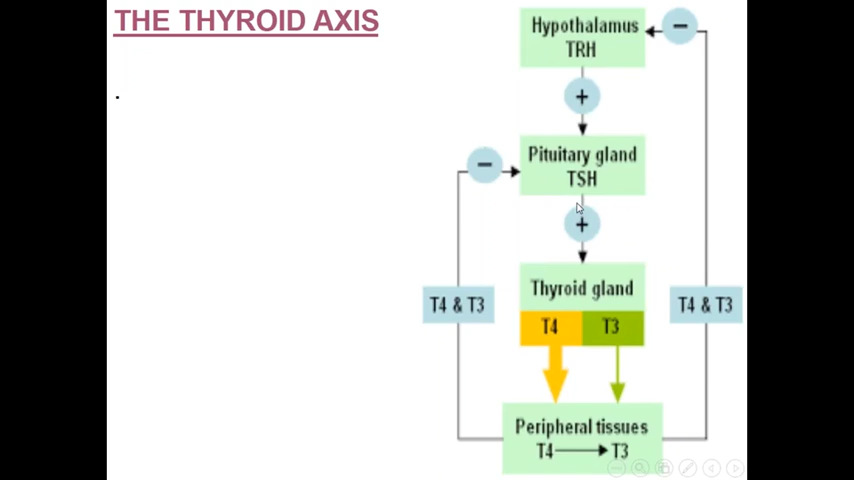 THE THYROID AXIS
.
Hypothalamus
TRH
−
+
Pituitary gland
TSH
−
+
Thyroid gland
T4 T3
T4 & T3
T4 & T3
Peripheral tissues
T4 T3